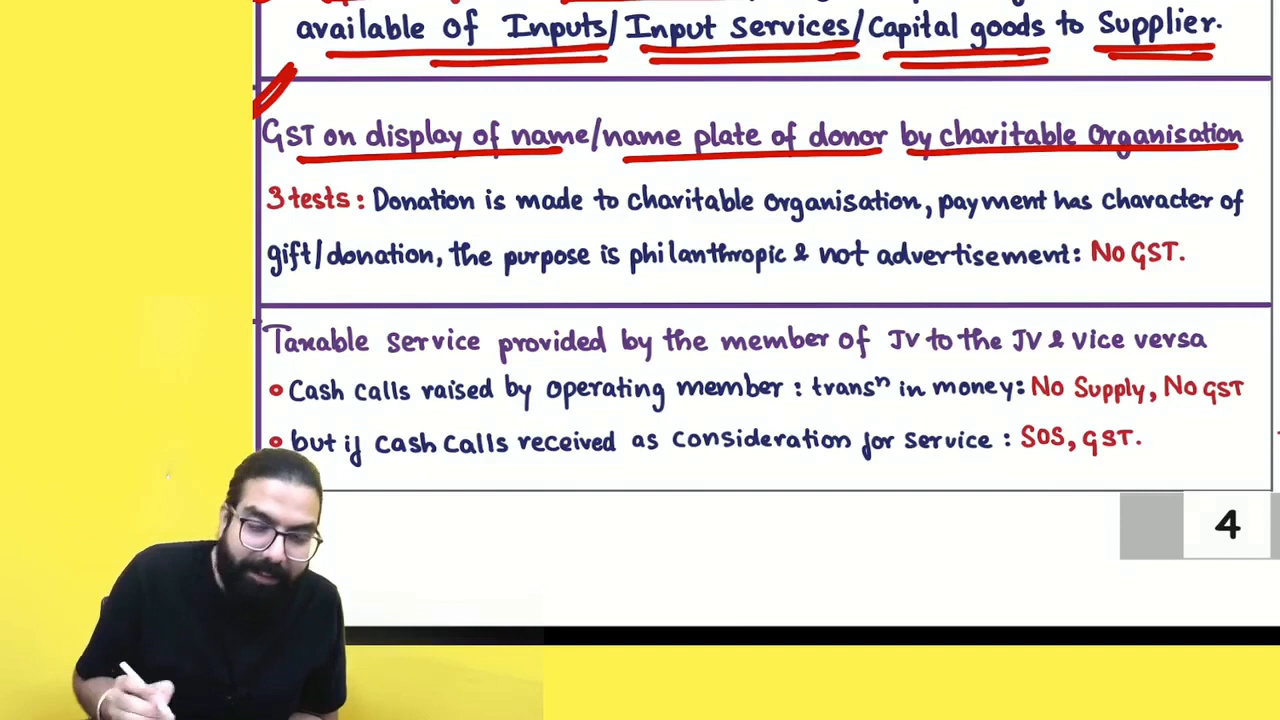 available of Inputs/Input Services/Capital goods to Supplier.
GST on display of name/name plate of donor by charitable Organisation
3 tests: Donation is made to charitable Organisation, payment has character of
gift/donation, the purpose is philanthropic & not advertisement: No GST.
Taxable Service provided by the member of JV to the JV & Vice versa
Cash calls raised by operating member: transⁿ in money: No Supply, No GST
but if cash calls received as consideration for service: SOS, GST.
4